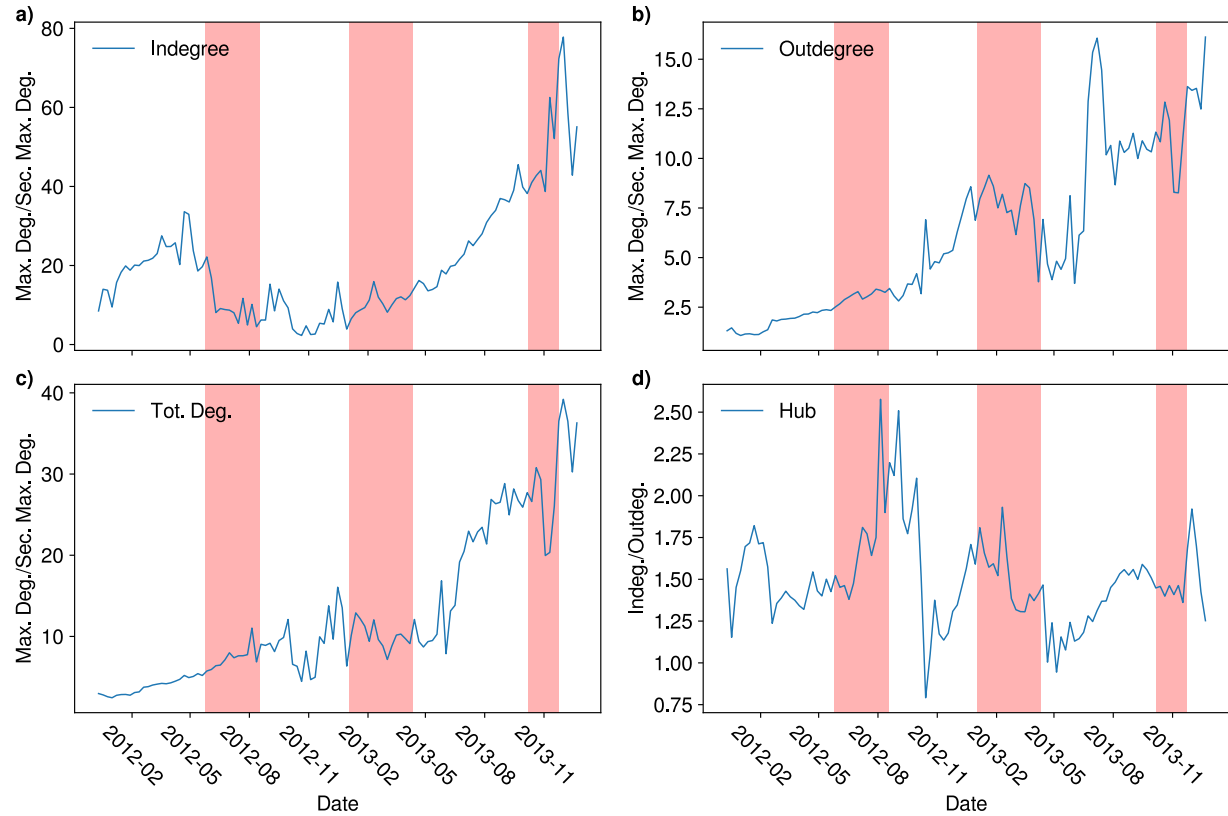 a)
Indegree
Max. Deg./Sec. Max. Deg.
80
60
40
20
0
b)
Outdegree
Max. Deg./Sec. Max. Deg.
15.0
12.5
10.0
7.5
5.0
2.5
c)
Tot. Deg.
Max. Deg./Sec. Max. Deg.
40
30
20
10
2012-02
2012-05
2012-08
2012-11
2013-02
2013-05
2013-08
2013-11
Date
d)
Hub
Indeg./Outdeg.
2.50
2.25
2.00
1.75
1.50
1.25
1.00
0.75
2012-02
2012-05
2012-08
2012-11
2013-02
2013-05
2013-08
2013-11
Date